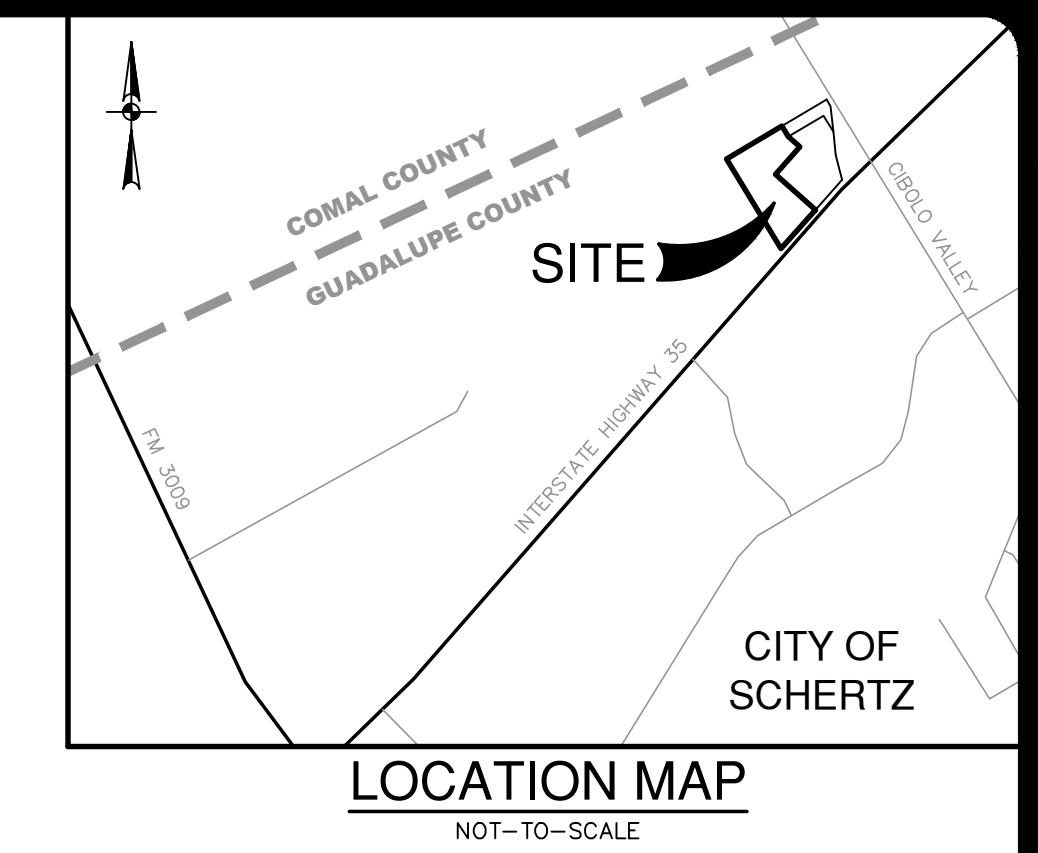 COMAL COUNTY
GUADALUPE COUNTY
CIBOLO VALLEY
SITE
INTERSTATE HIGHWAY 35
FM 3009
CITY OF
SCHERTZ
LOCATION MAP
NOT-TO-SCALE